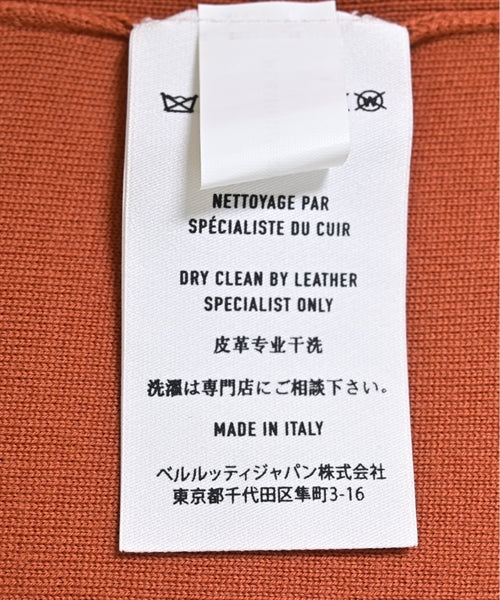 W
NETTOYAGE PAR
SPÉCIALISTE DU CUIR
DRY CLEAN BY LEATHER
SPECIALIST ONLY
皮革专业干洗
洗濯は専門店にご相談下さい。
MADE IN ITALY
ベルルッティジャパン株式会社
東京都千代田区隼町3-16